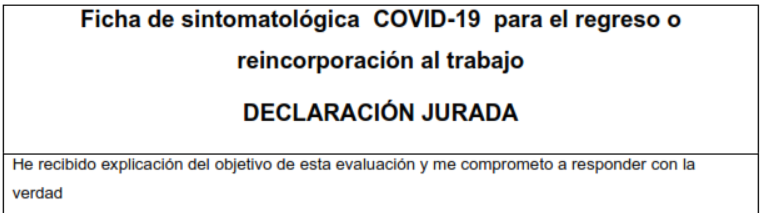 Ficha de sintomatológica COVID-19 para el regreso o
reincorporación al trabajo
DECLARACIÓN JURADA
He recibido explicación del objetivo de esta evaluación y me comprometo a responder con la
verdad